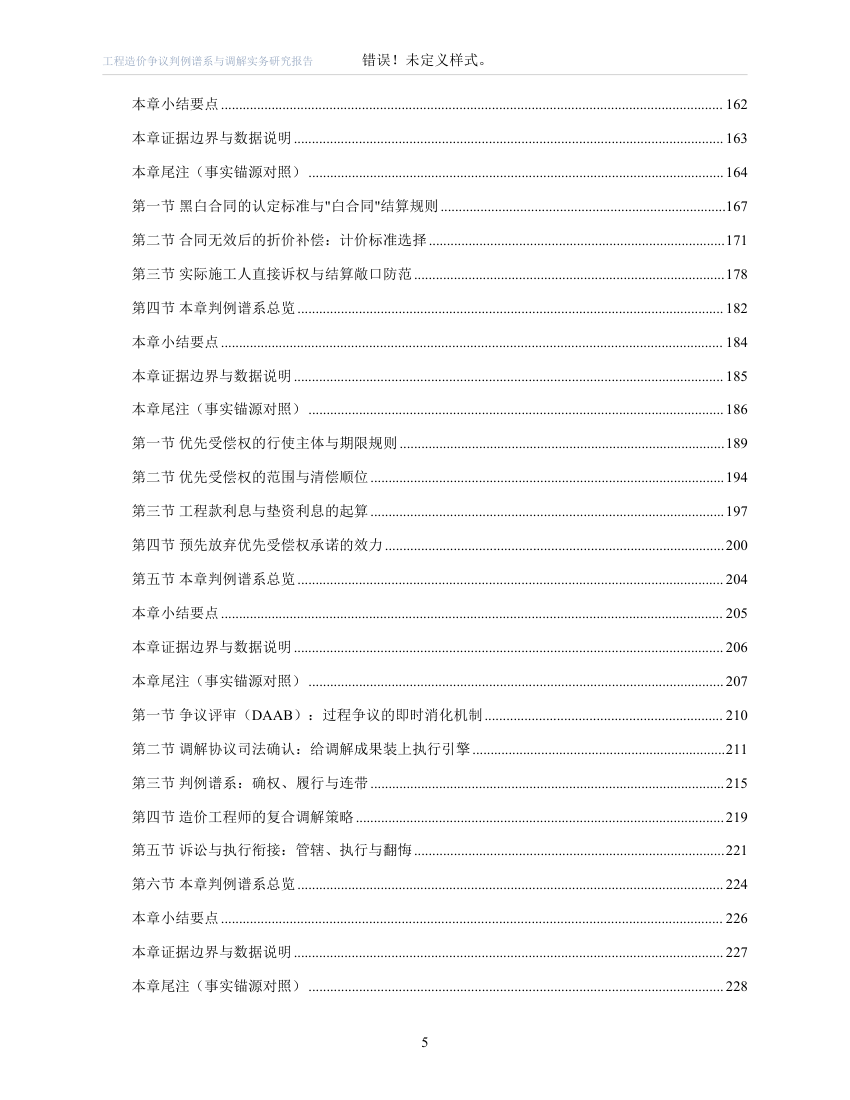 工程造价争议判例谱系与调解实务研究报告 错误！未定义样式。
本章小结要点 162
本章证据边界与数据说明 163
本章尾注（事实锚源对照） 164
第一节 黑白合同的认定标准与"白合同"结算规则 167
第二节 合同无效后的折价补偿：计价标准选择 171
第三节 实际施工人直接诉权与结算敞口防范 178
第四节 本章判例谱系总览 182
本章小结要点 184
本章证据边界与数据说明 185
本章尾注（事实锚源对照） 186
第一节 优先受偿权的行使主体与期限规则 189
第二节 优先受偿权的范围与清偿顺位 194
第三节 工程款利息与垫资利息的起算 197
第四节 预先放弃优先受偿权承诺的效力 200
第五节 本章判例谱系总览 204
本章小结要点 205
本章证据边界与数据说明 206
本章尾注（事实锚源对照） 207
第一节 争议评审（DAAB）：过程争议的即时消化机制 210
第二节 调解协议司法确认：给调解成果装上执行引擎 211
第三节 判例谱系：确权、履行与连带 215
第四节 造价工程师的复合调解策略 219
第五节 诉讼与执行衔接：管辖、执行与翻悔 221
第六节 本章判例谱系总览 224
本章小结要点 226
本章证据边界与数据说明 227
本章尾注（事实锚源对照） 228
5